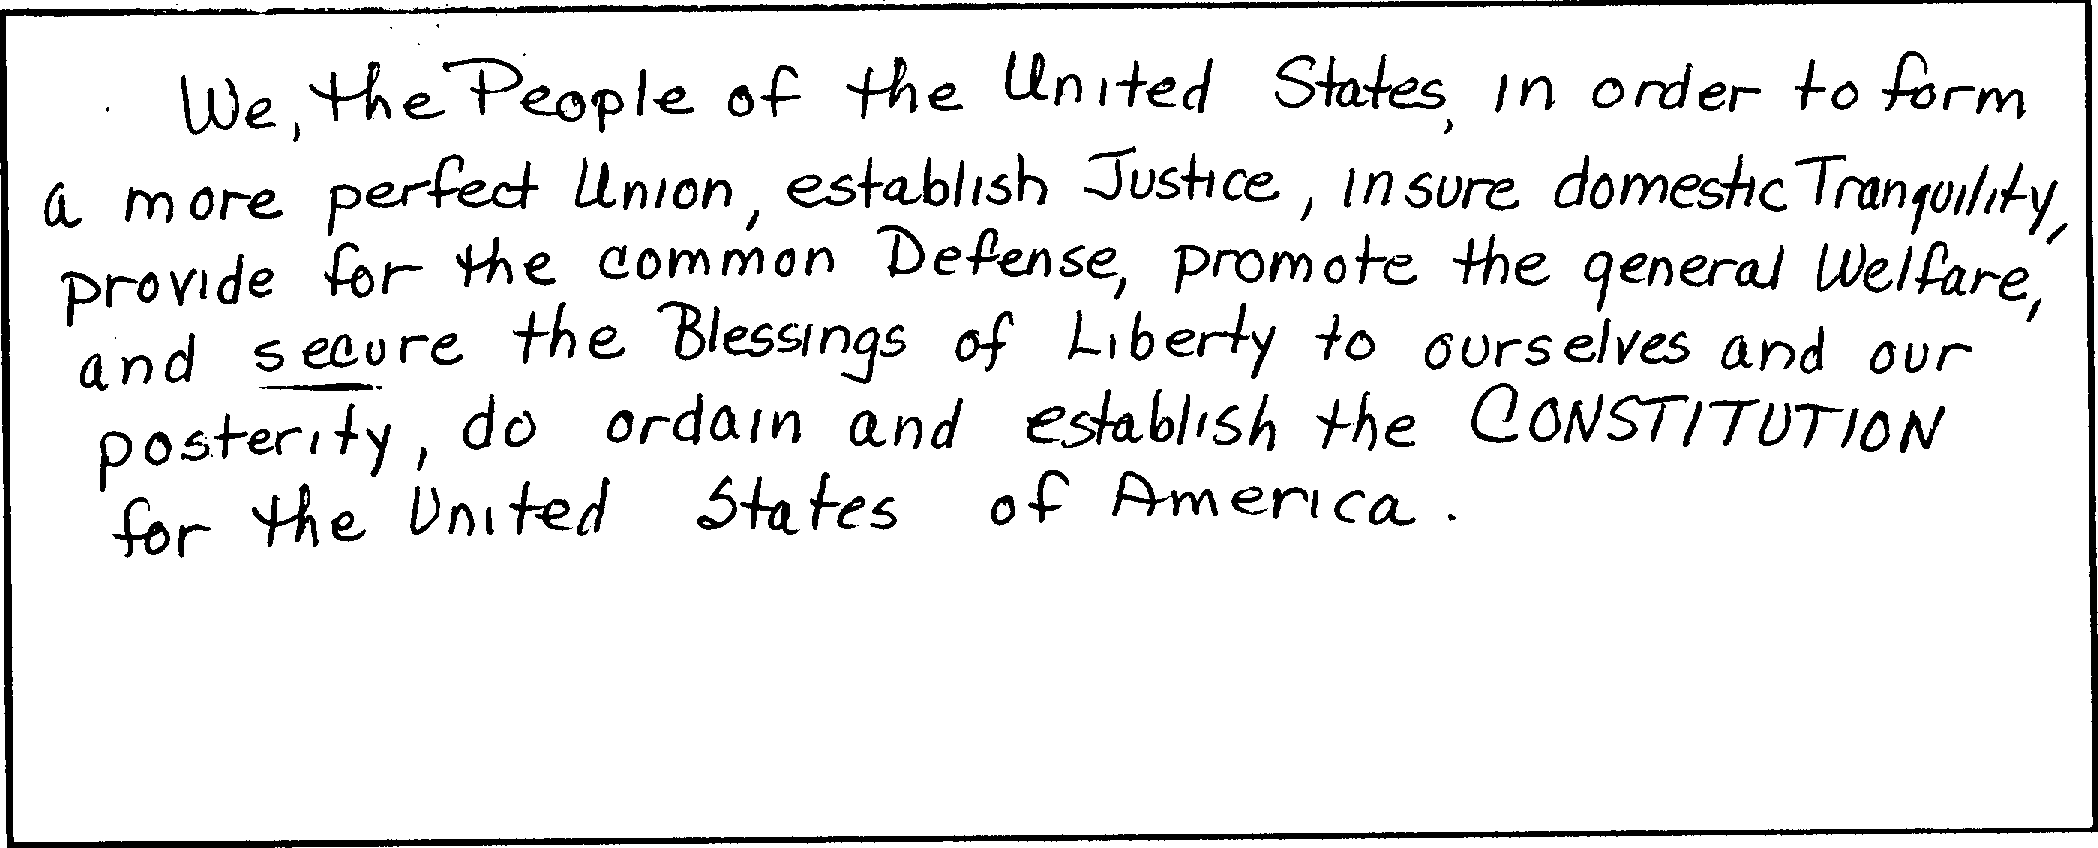 We, the People of the United States, in order to form
a more perfect Union, establish Justice, insure domestic Tranquility,
provide for the common Defense, promote the general Welfare,
and secure the Blessings of Liberty to ourselves and our
posterity, do ordain and establish the CONSTITUTION
for the United States of America.